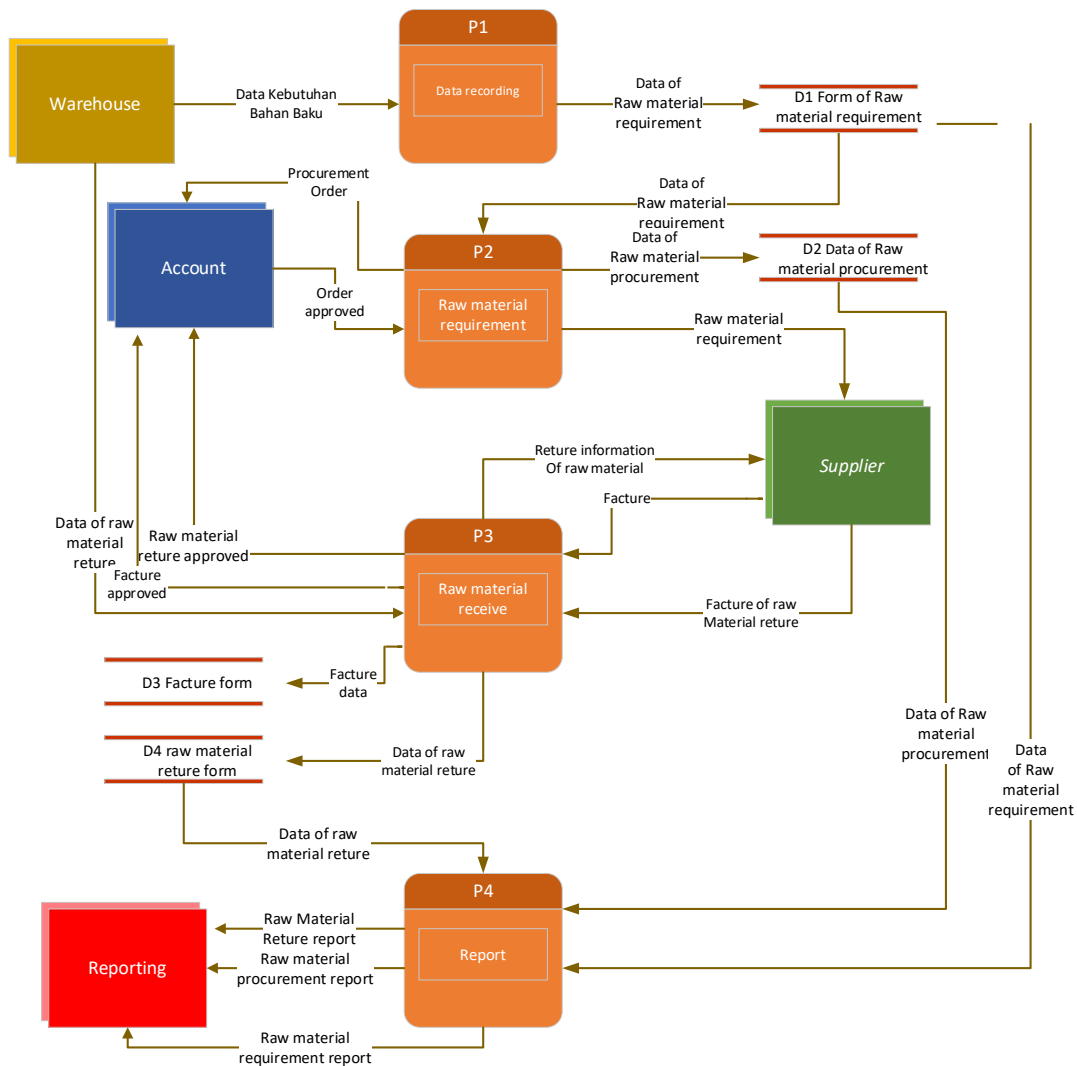 P1
Warehouse
Data recording
Data Kebutuhan
Bahan Baku
Data of
Raw material
requirement
D1 Form of Raw
material requirement
Procurement
Order
Data of
Raw material
requirement
Account
P2
Data of
Raw material
procurement
D2 Data of Raw
material procurement
Order
approved
Raw material
requirement
Raw material
requirement
Reture information
Of raw material
Supplier
Facture
Data of raw
material
reture
Raw material
reture approved
P3
Facture
approved
Raw material
receive
Facture of raw
Material reture
D3 Facture form
Facture
data
D4 raw material
reture form
Data of raw
material reture
Data of Raw
material
procurement
Data
of Raw
material
requirement
Data of raw
material reture
P4
Raw Material
Reture report
Reporting
Raw material
procurement report
Report
Raw material
requirement report